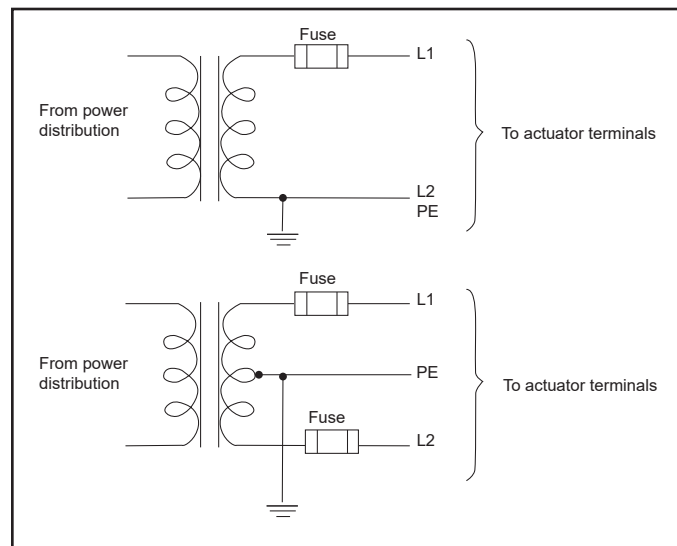 Fuse
L1
From power
distribution
To actuator terminals
L2
PE
Fuse
L1
From power
distribution
PE
To actuator terminals
Fuse
L2